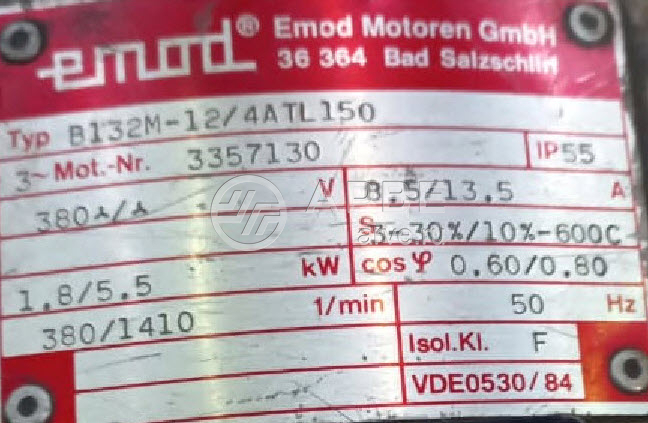 emod® Emod Motoren GmbH
36 364 Bad Salzschlirf
Typ B132M-12/4ATL150
3~ Mot.-Nr. 3357130 IP55
380⅄/⅄ V 8.5/13.5 A
S3-30%/10%-600C
1.8/5.5 kW cos φ 0.60/0.80
380/1410 1/min 50 Hz
Isol.Kl. F
VDE0530/84